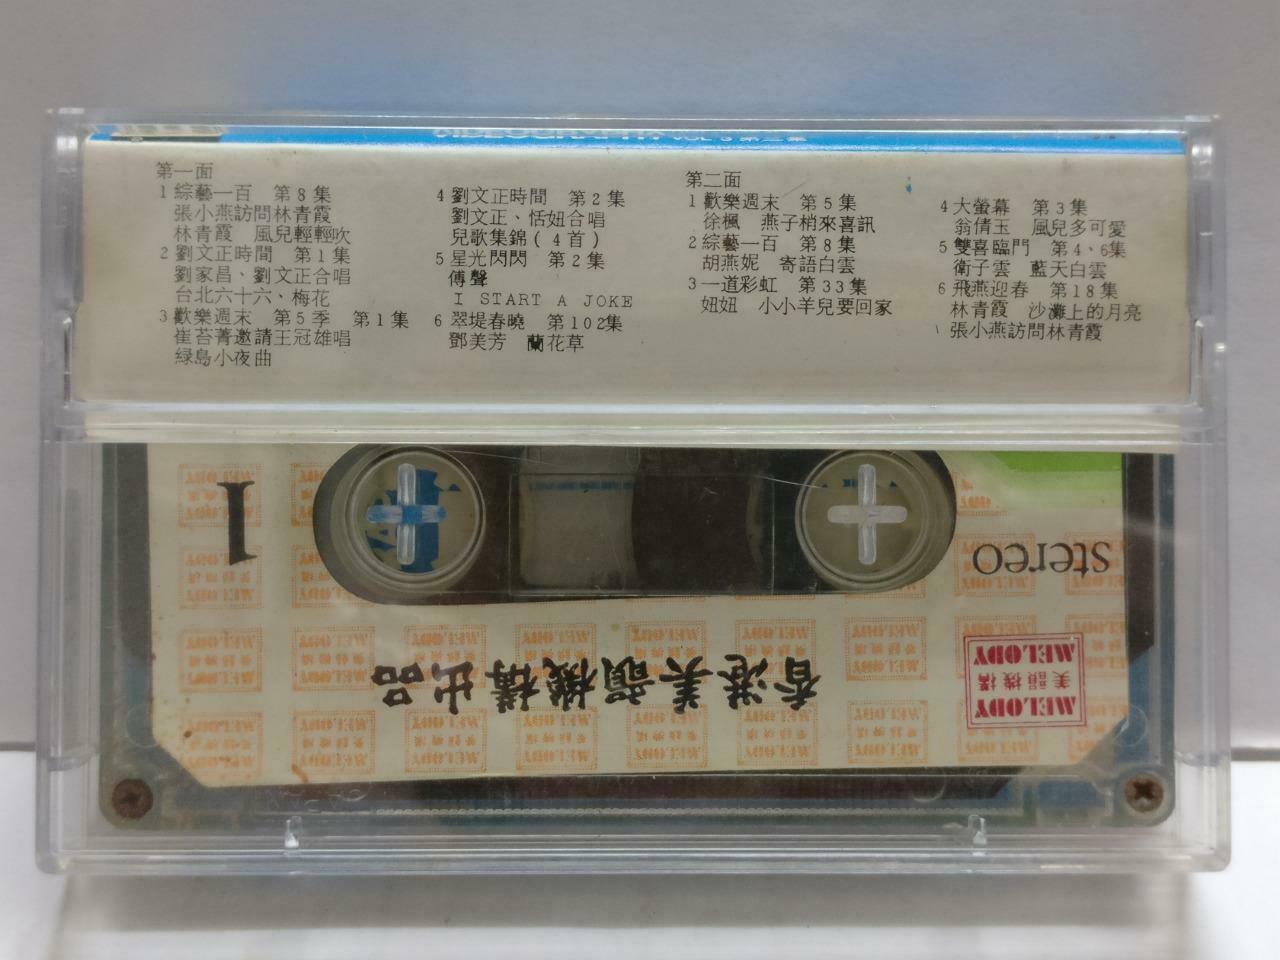 VOL 3 第三集
第一面
1 綜藝一百 第8集
張小燕訪問林青霞
林青霞 風兒輕輕吹
2 劉文正時間 第1集
劉家昌、劉文正合唱
台北六十六、梅花
3 歡樂週末 第5季 第1集
崔苔菁邀請王冠雄唱
綠島小夜曲
4 劉文正時間 第2集
劉文正、恬妞合唱
兒歌集錦(4首)
5 星光閃閃 第2集
傅聲
I START A JOKE
6 翠堤春曉 第102集
鄧美芳 蘭花草
第二面
1 歡樂週末 第5集
徐楓 燕子梢來喜訊
2 綜藝一百 第8集
胡燕妮 寄語白雲
3 一道彩虹 第33集
妞妞 小小羊兒要回家
4 大螢幕 第3集
翁倩玉 風兒多可愛
5 雙喜臨門 第4、6集
衛子雲 藍天白雲
6 飛燕迎春 第18集
林青霞 沙灘上的月亮
張小燕訪問林青霞
1
stereo
香港美韻機構出品
MELODY
美韻機構
MELODY